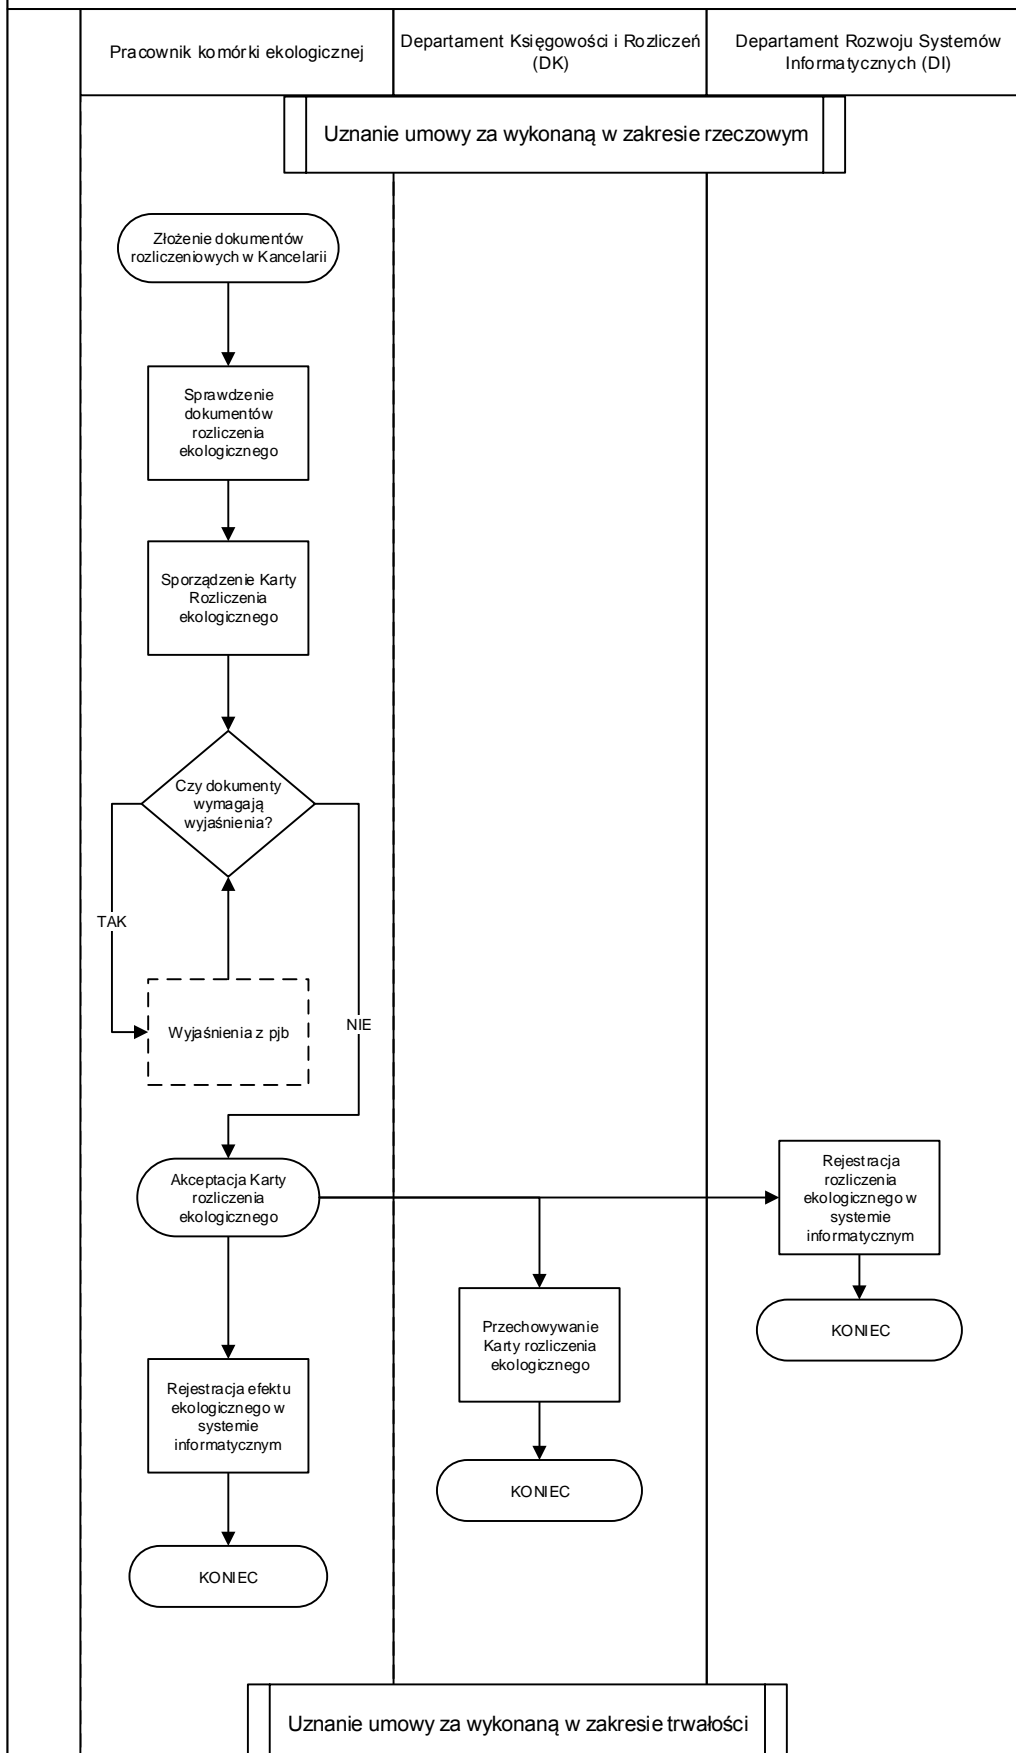 Pracownik komórki ekologicznej
Departament Księgowości i Rozliczeń
(DK)
Departament Rozwoju Systemów
Informatycznych (DI)
Uznanie umowy za wykonaną w zakresie rzeczowym
Złożenie dokumentów
rozliczeniowych w Kancelarii
Sprawdzenie
dokumentów
rozliczenia
ekologicznego
Sporządzenie Karty
Rozliczenia
ekologicznego
Czy dokumenty
wymagają
wyjaśnienia?
TAK
Wyjaśnienia z pjb
NIE
Akceptacja Karty
rozliczenia
ekologicznego
Rejestracja
rozliczenia
ekologicznego w
systemie
informatycznym
KONIEC
Przechowywanie
Karty rozliczenia
ekologicznego
KONIEC
Rejestracja efektu
ekologicznego w
systemie
informatycznym
KONIEC
Uznanie umowy za wykonaną w zakresie trwałości